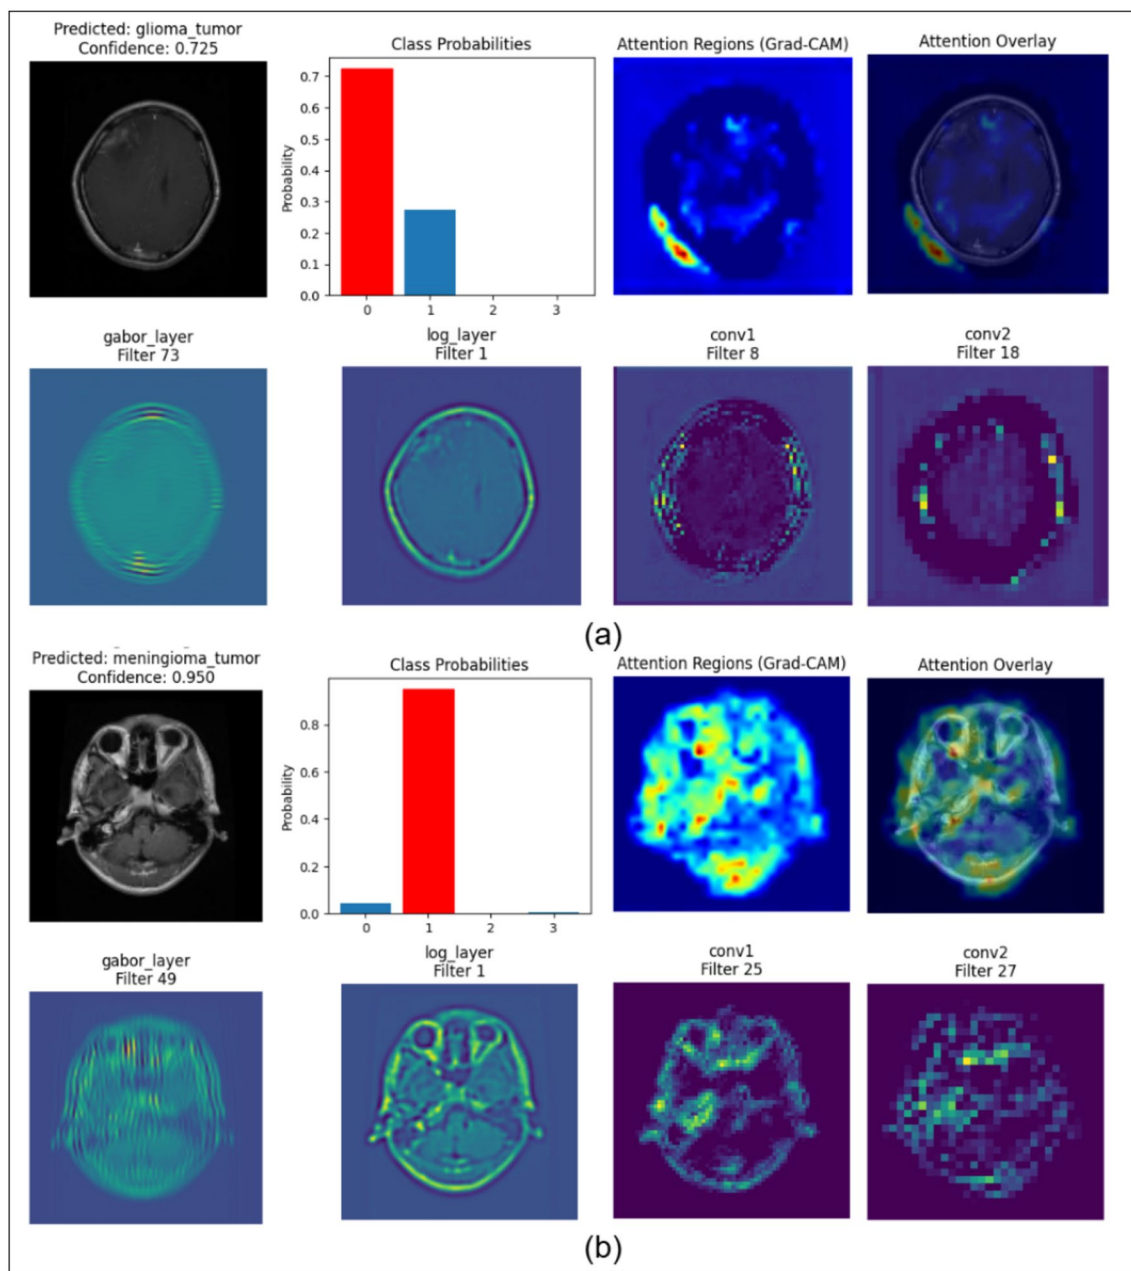 Predicted: glioma_tumor
Confidence: 0.725
Class Probabilities
Attention Regions (Grad-CAM)
Attention Overlay
Probability
0.7
0.6
0.5
0.4
0.3
0.2
0.1
0.0
0 1 2 3
gabor_layer
Filter 73
log_layer
Filter 1
conv1
Filter 8
conv2
Filter 18
(a)
Predicted: meningioma_tumor
Confidence: 0.950
Class Probabilities
Attention Regions (Grad-CAM)
Attention Overlay
Probability
0.8
0.6
0.4
0.2
0.0
0 1 2 3
gabor_layer
Filter 49
log_layer
Filter 1
conv1
Filter 25
conv2
Filter 27
(b)